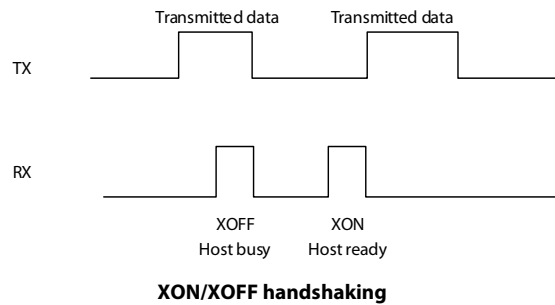 Transmitted data Transmitted data
TX
RX
XOFF XON
Host busy Host ready
XON/XOFF handshaking